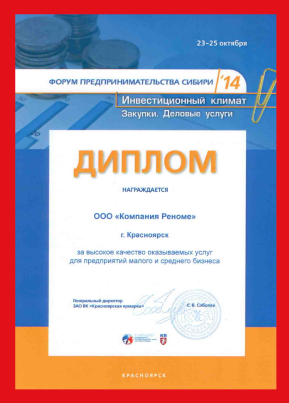 23–25 октября
ФОРУМ ПРЕДПРИНИМАТЕЛЬСТВА СИБИРИ '14
Инвестиционный климат
Закупки. Деловые услуги
ДИПЛОМ
НАГРАЖДАЕТСЯ
ООО «Компания Реноме»
г. Красноярск
за высокое качество оказываемых услуг
для предприятий малого и среднего бизнеса
Генеральный директор
ЗАО ВК «Красноярская ярмарка»
КРАСНОЯРСК